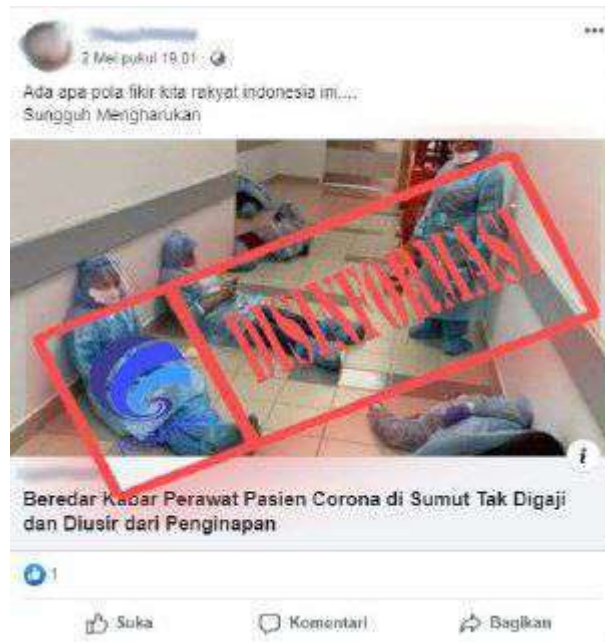 2 Mei pukul 19.01
Ada apa pola fikir kita rakyat indonesia ini....
Sungguh Mengharukan
DISINFORMASI
i
Beredar Kabar Perawat Pasien Corona di Sumut Tak Digaji
dan Diusir dari Penginapan
1
Suka Komentari Bagikan